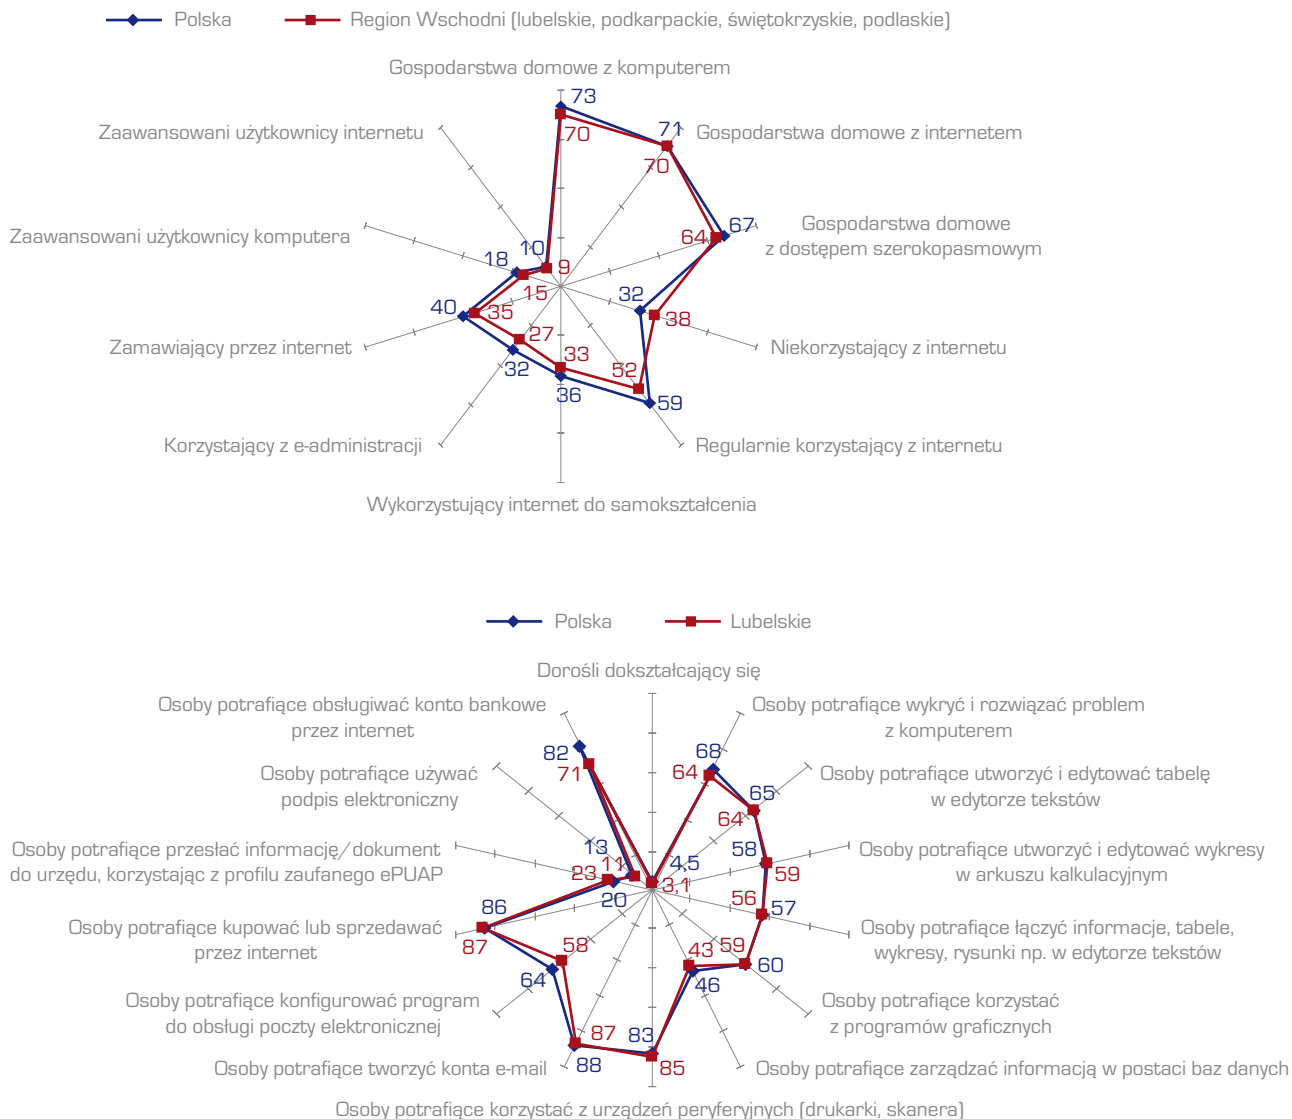 Polska
Region Wschodni (lubelskie, podkarpackie, świętokrzyskie, podlaskie)
Gospodarstwa domowe z komputerem
73
70
Zaawansowani użytkownicy internetu
71
Gospodarstwa domowe z internetem
70
Zaawansowani użytkownicy komputera
67
64
Gospodarstwa domowe
z dostępem szerokopasmowym
10
9
18
15
32
38
40
35
Zamawiający przez internet
Niekorzystający z internetu
27
32
33
36
52
59
Korzystający z e-administracji
Regularnie korzystający z internetu
Wykorzystujący internet do samokształcenia
Polska
Lubelskie
Dorośli dokształcający się
Osoby potrafiące obsługiwać konto bankowe
przez internet
Osoby potrafiące wykryć i rozwiązać problem
z komputerem
82
71
68
64
Osoby potrafiące używać
podpis elektroniczny
Osoby potrafiące utworzyć i edytować tabelę
w edytorze tekstów
65
64
Osoby potrafiące przesłać informację/dokument
do urzędu, korzystając z profilu zaufanego ePUAP
13
11
23
20
4,5
3,1
58
59
Osoby potrafiące utworzyć i edytować wykresy
w arkuszu kalkulacyjnym
86
87
Osoby potrafiące kupować lub sprzedawać
przez internet
56
57
Osoby potrafiące łączyć informacje, tabele,
wykresy, rysunki np. w edytorze tekstów
58
64
43
46
59
60
Osoby potrafiące konfigurować program
do obsługi poczty elektronicznej
Osoby potrafiące korzystać
z programów graficznych
87
88
83
85
Osoby potrafiące tworzyć konta e-mail
Osoby potrafiące zarządzać informacją w postaci baz danych
Osoby potrafiące korzystać z urządzeń peryferyjnych (drukarki, skanera)